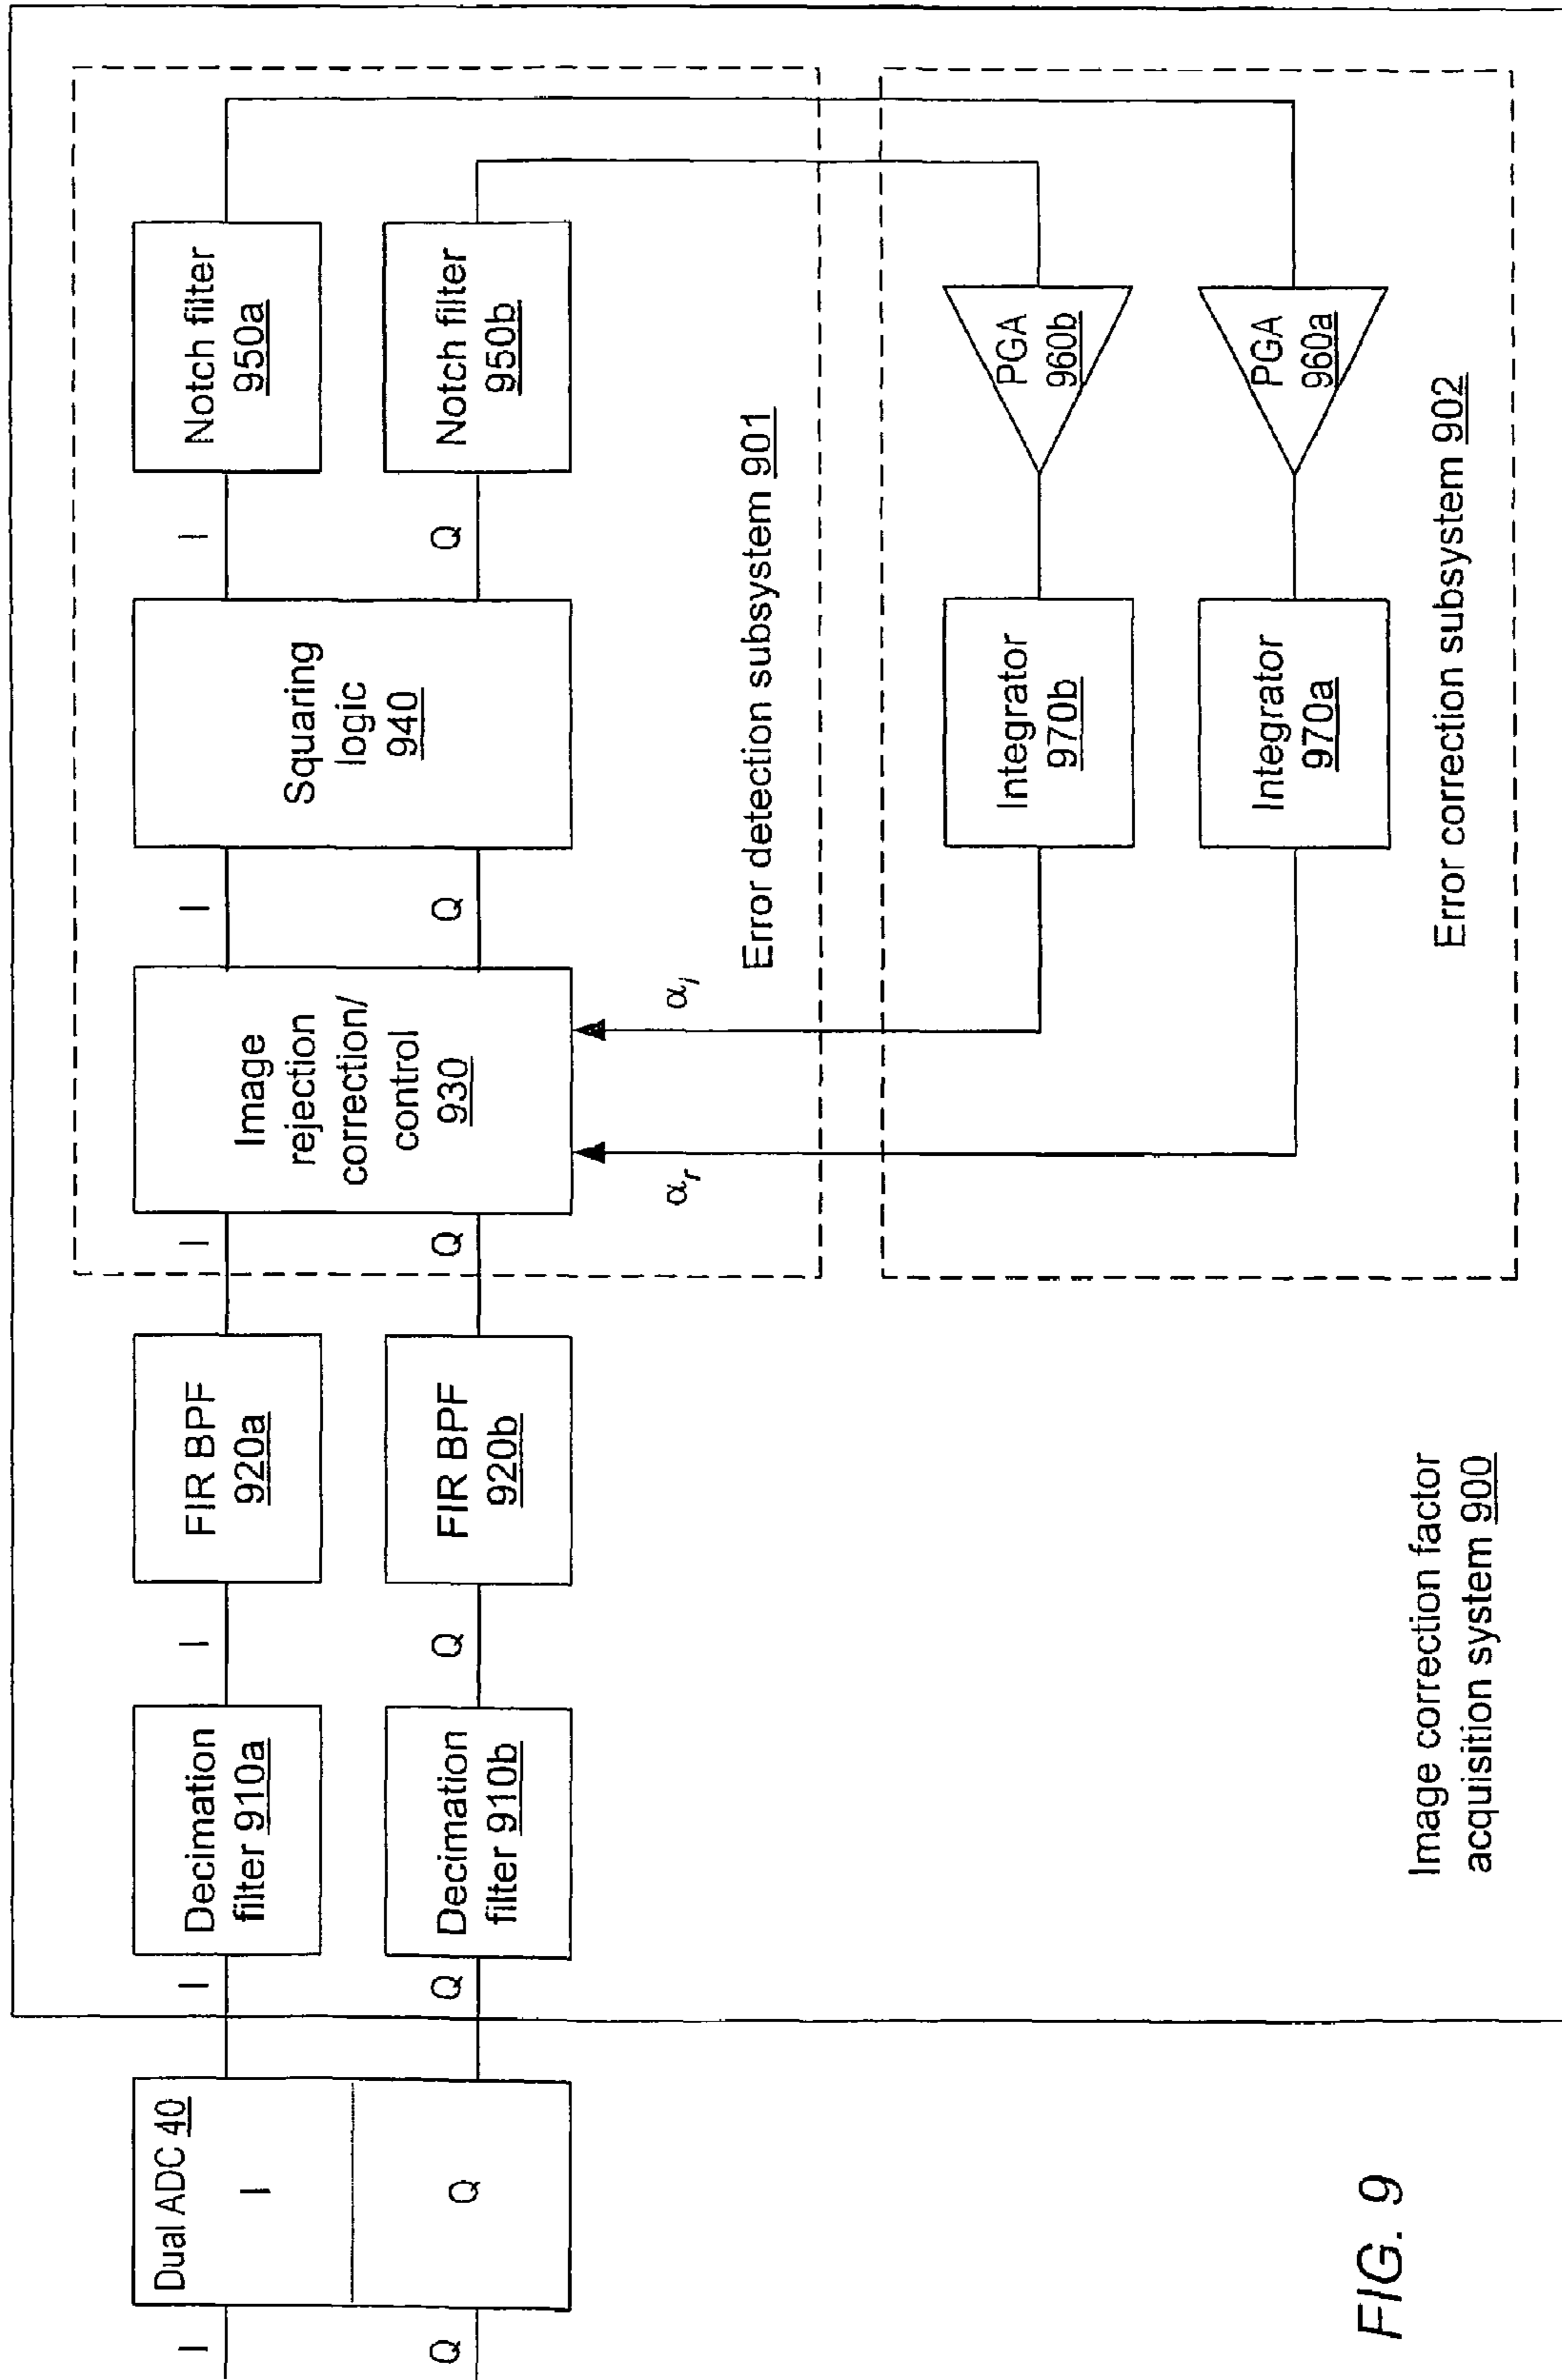 I
Q
Dual ADC 40
I
Q
I
Q
Decimation
filter 910a
Decimation
filter 910b
I
Q
FIR BPF
920a
FIR BPF
920b
I
Q
Image
rejection
correction/
control
930
I
Q
Squaring
logic
940
I
Q
Notch filter
950a
Notch filter
950b
αr
αi
Error detection subsystem 901
Integrator
970b
PGA
960b
Integrator
970a
PGA
960a
Error correction subsystem 902
Image correction factor
acquisition system 900
FIG. 9